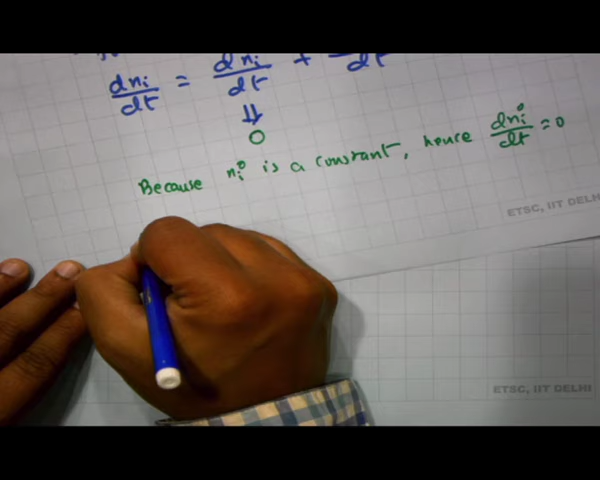 dni/dt = dni/dt + /dt
⇓
0
Because ni° is a constant, hence dni°/dt = 0
ETSC, IIT DELHI
ETSC, IIT DELHI